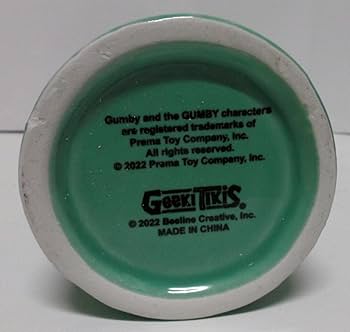 Gumby and the GUMBY characters
are registered trademarks of
Prema Toy Company, Inc.
All rights reserved.
© 2022 Prema Toy Company, Inc.
GEEKI TIKIS®
© 2022 Beeline Creative, Inc.
MADE IN CHINA